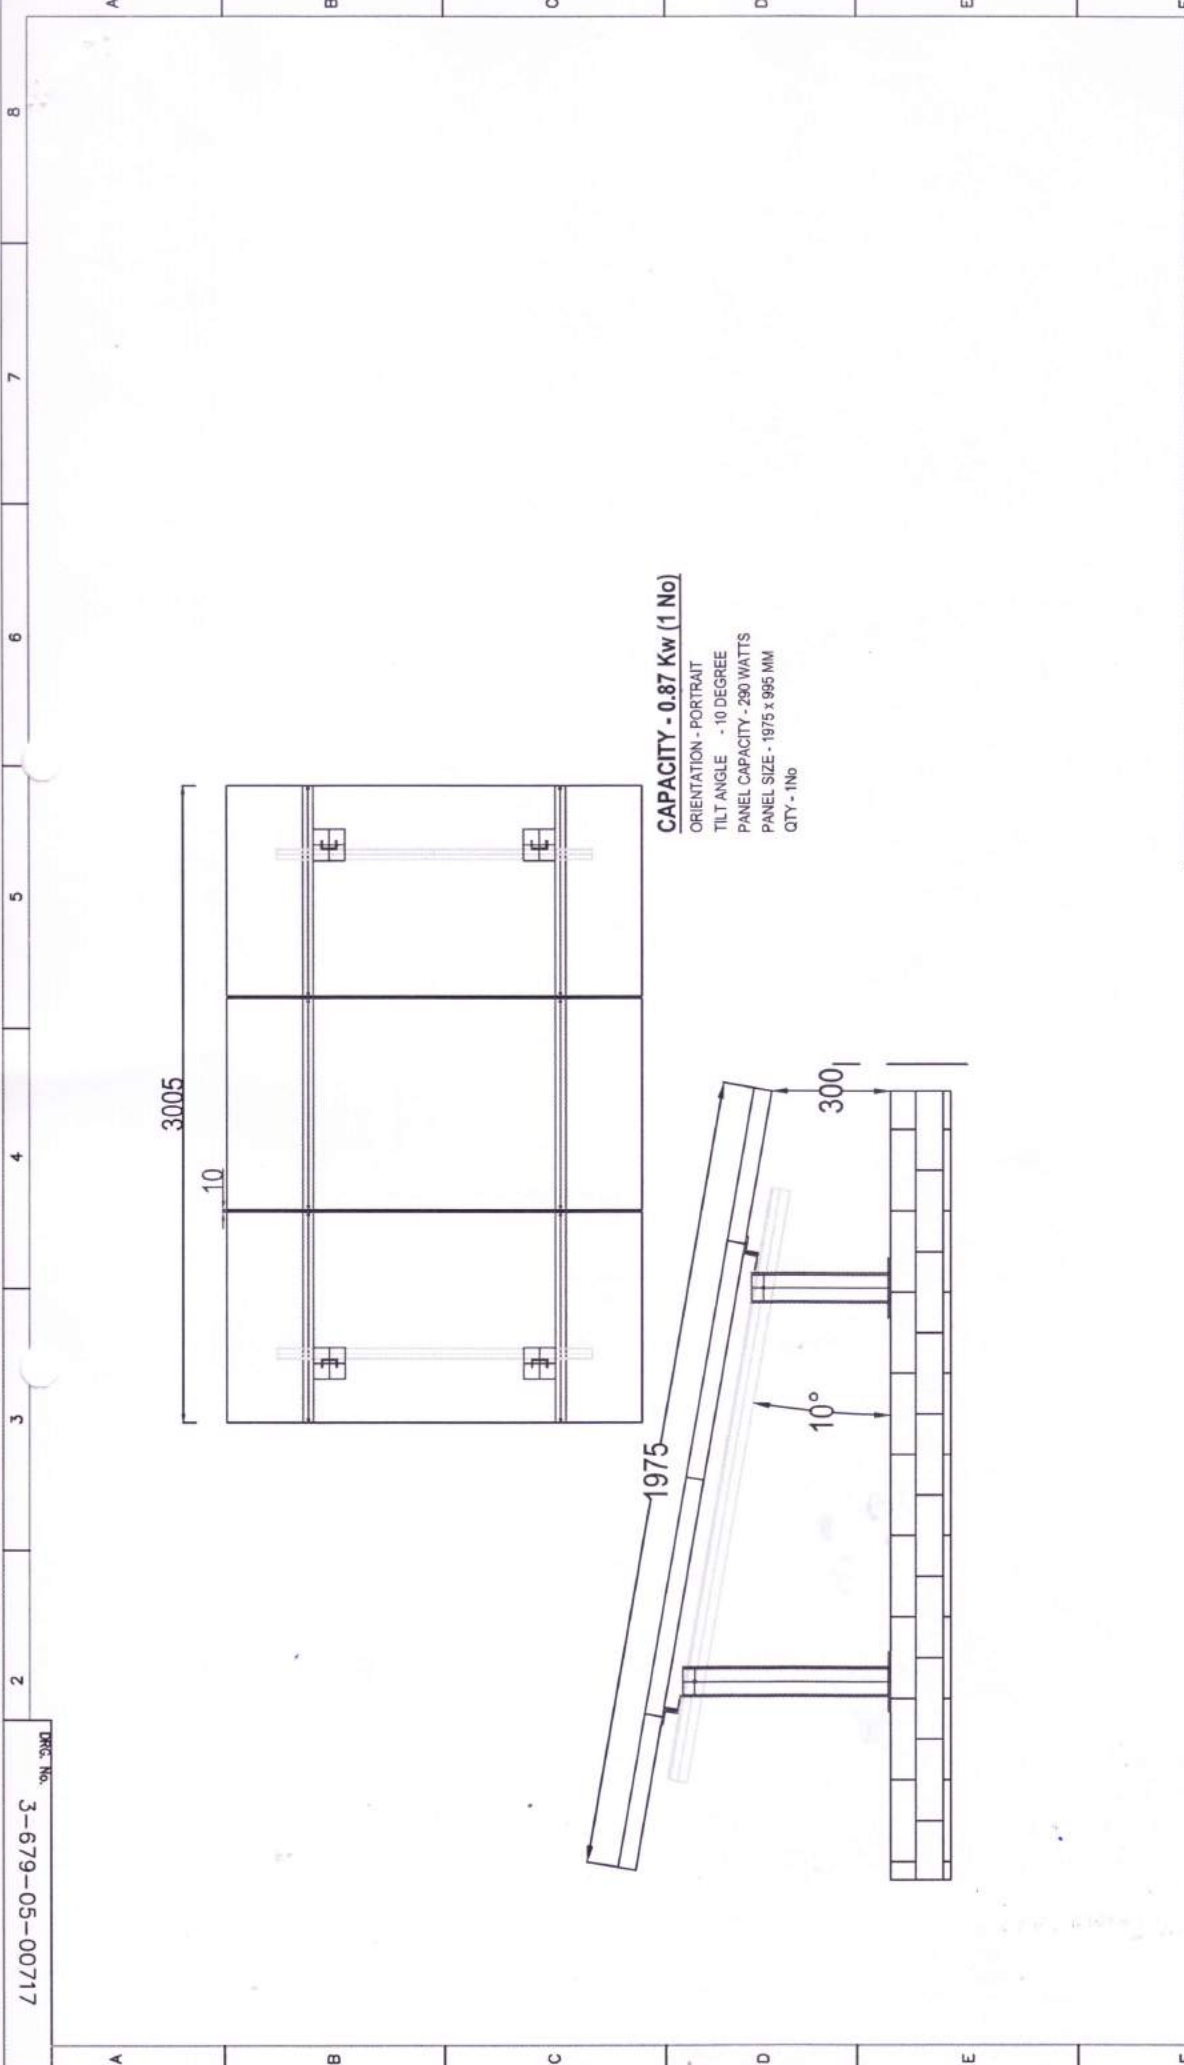 8
7
6
5
4
3
2
DRG. No.
3-679-05-00717
A
B
C
D
E
F
A
B
C
D
E
F
3005
10
CAPACITY - 0.87 Kw (1 No)
ORIENTATION - PORTRAIT
TILT ANGLE - 10 DEGREE
PANEL CAPACITY - 290 WATTS
PANEL SIZE - 1975 x 995 MM
QTY - 1No
1975
300
10°